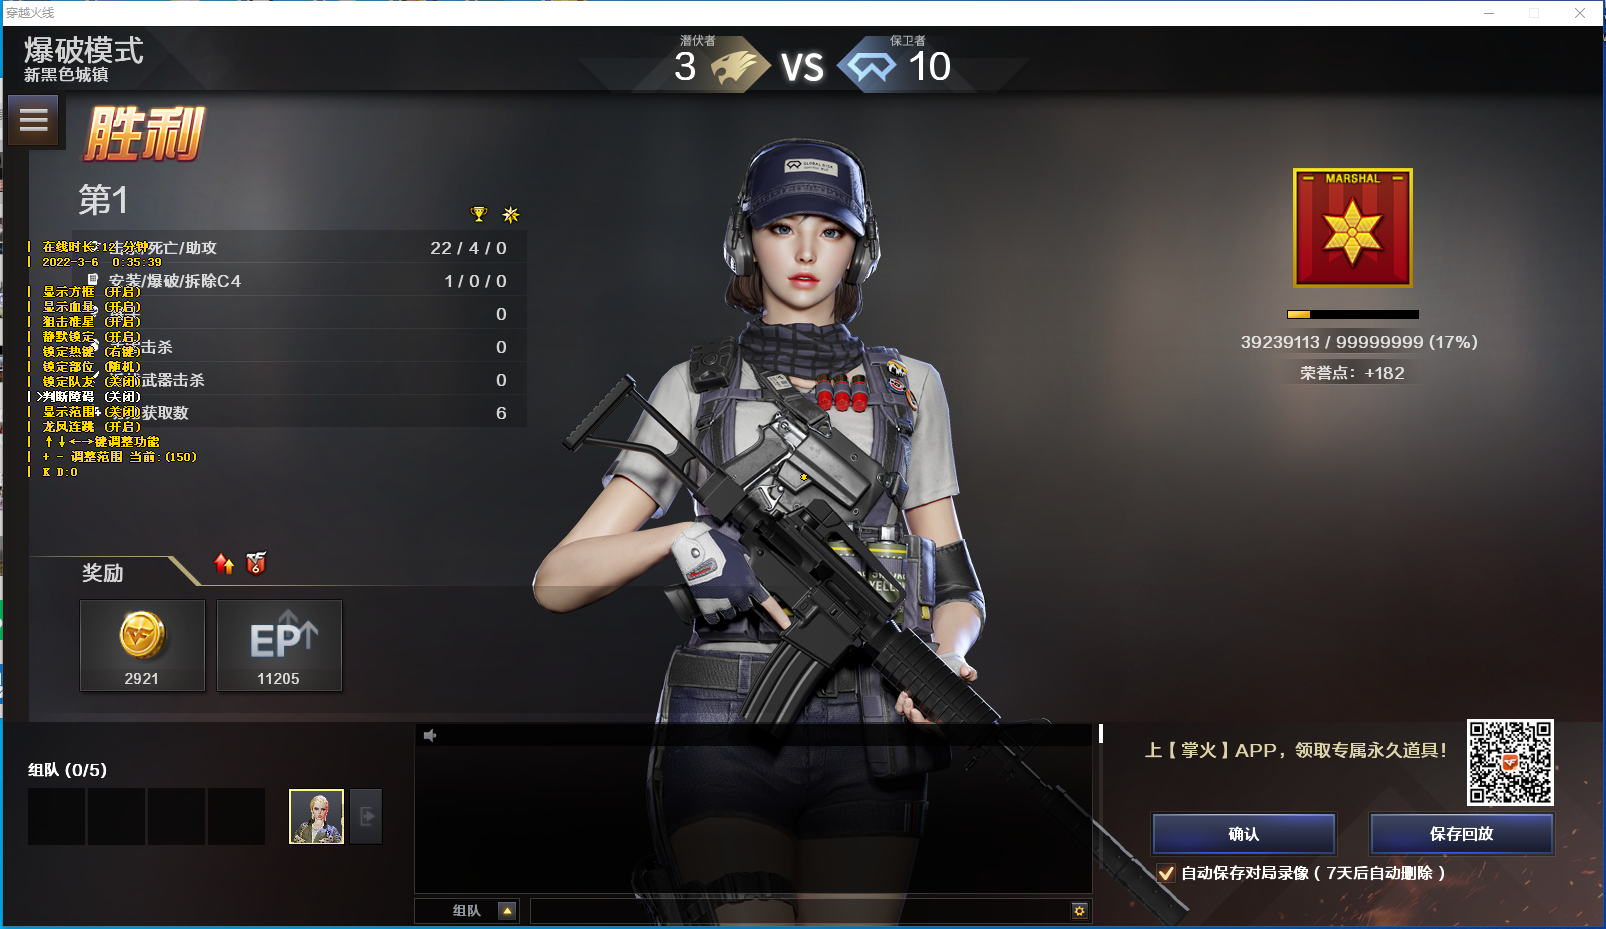 穿越火线
爆破模式
新黑色城镇
潜伏者
3
VS
保卫者
10
胜利
第1
死亡/助攻
22 / 4 / 0
安装/爆破/拆除C4
1 / 0 / 0
0
击杀
0
武器击杀
0
获取数
6
在线时长:12分钟
2022-3-6 0:35:39
显示方框 (开启)
显示血量 (开启)
狙击准星 (开启)
静默锁定 (开启)
锁定热键 (右键)
锁定部位 (随机)
锁定队友 (关闭)
>判断障碍 (关闭)
显示范围 (关闭)
龙凤连跳 (开启)
↑↓←→键调整功能
+ - 调整范围 当前:(150)
K D:0
GLOBAL RISK
MARSHAL
39239113 / 99999999 (17%)
荣誉点：+182
奖励
6
2921
EP
11205
组队 (0/5)
组队
上【掌火】APP，领取专属永久道具！
确认
保存回放
自动保存对局录像（7天后自动删除）